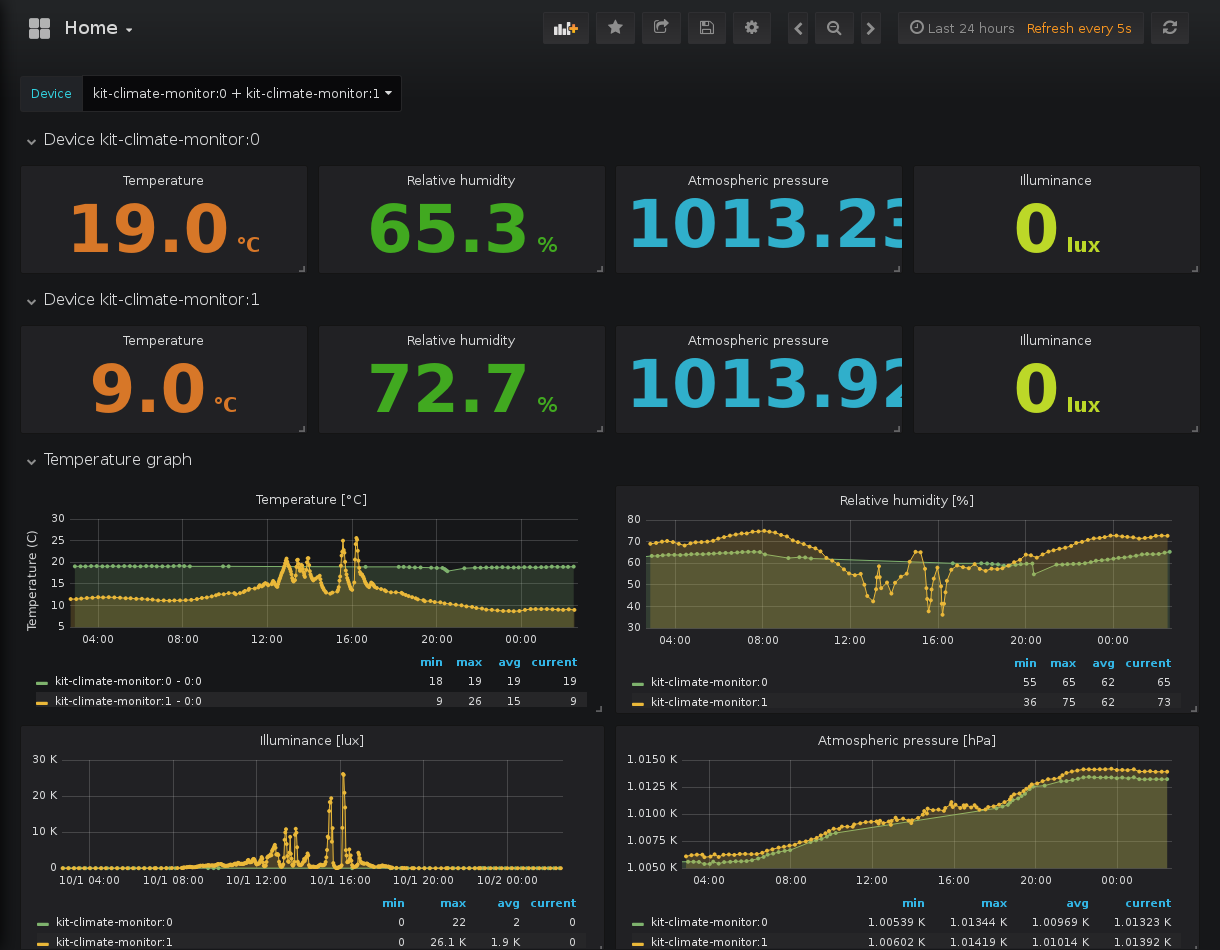 Home
Last 24 hours Refresh every 5s
Device kit-climate-monitor:0 + kit-climate-monitor:1
Device kit-climate-monitor:0
Temperature Relative humidity Atmospheric pressure Illuminance
19.0 °C 65.3 % 1013.23 0 lux
Device kit-climate-monitor:1
Temperature Relative humidity Atmospheric pressure Illuminance
9.0 °C 72.7 % 1013.92 0 lux
Temperature graph
Temperature [°C]
Temperature (C)
30
25
20
15
10
5
04:00 08:00 12:00 16:00 20:00 00:00
min max avg current
kit-climate-monitor:0 - 0:0 18 19 19 19
kit-climate-monitor:1 - 0:0 9 26 15 9
Relative humidity [%]
80
70
60
50
40
30
04:00 08:00 12:00 16:00 20:00 00:00
min max avg current
kit-climate-monitor:0 55 65 62 65
kit-climate-monitor:1 36 75 62 73
Illuminance [lux]
30 K
20 K
10 K
0
10/1 04:00 10/1 08:00 10/1 12:00 10/1 16:00 10/1 20:00 10/2 00:00
min max avg current
kit-climate-monitor:0 0 22 2 0
kit-climate-monitor:1 0 26.1 K 1.9 K 0
Atmospheric pressure [hPa]
1.0150 K
1.0125 K
1.0100 K
1.0075 K
1.0050 K
04:00 08:00 12:00 16:00 20:00 00:00
min max avg current
kit-climate-monitor:0 1.00539 K 1.01344 K 1.00969 K 1.01323 K
kit-climate-monitor:1 1.00602 K 1.01419 K 1.01014 K 1.01392 K